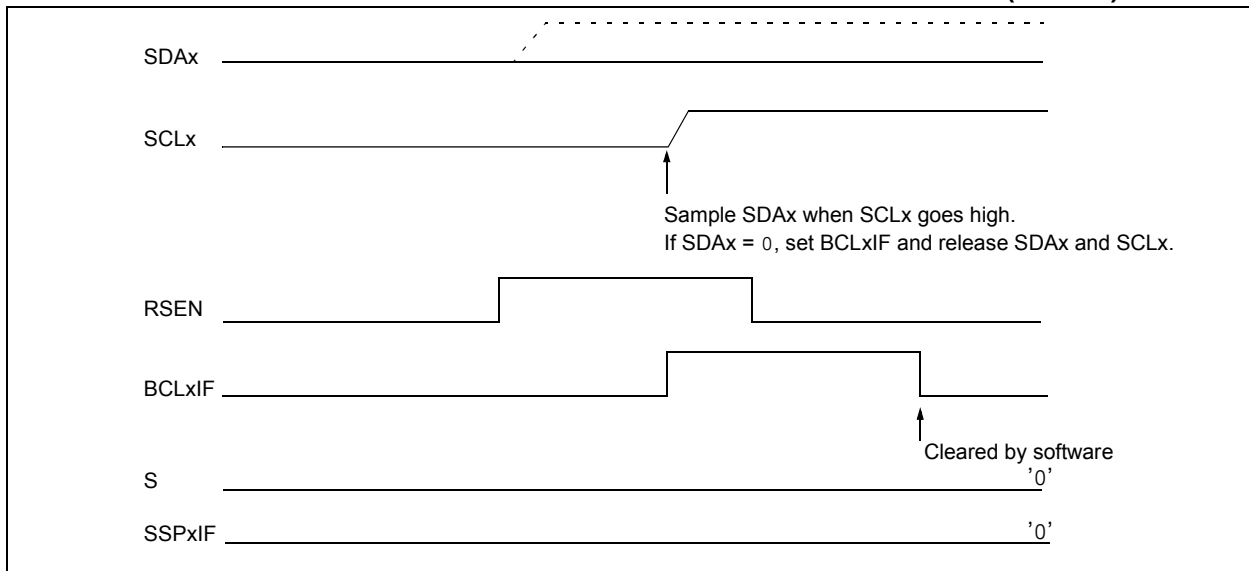 SDAx
SCLx
Sample SDAx when SCLx goes high.
If SDAx = 0, set BCLxIF and release SDAx and SCLx.
RSEN
BCLxIF
Cleared by software
S '0'
SSPxIF '0'